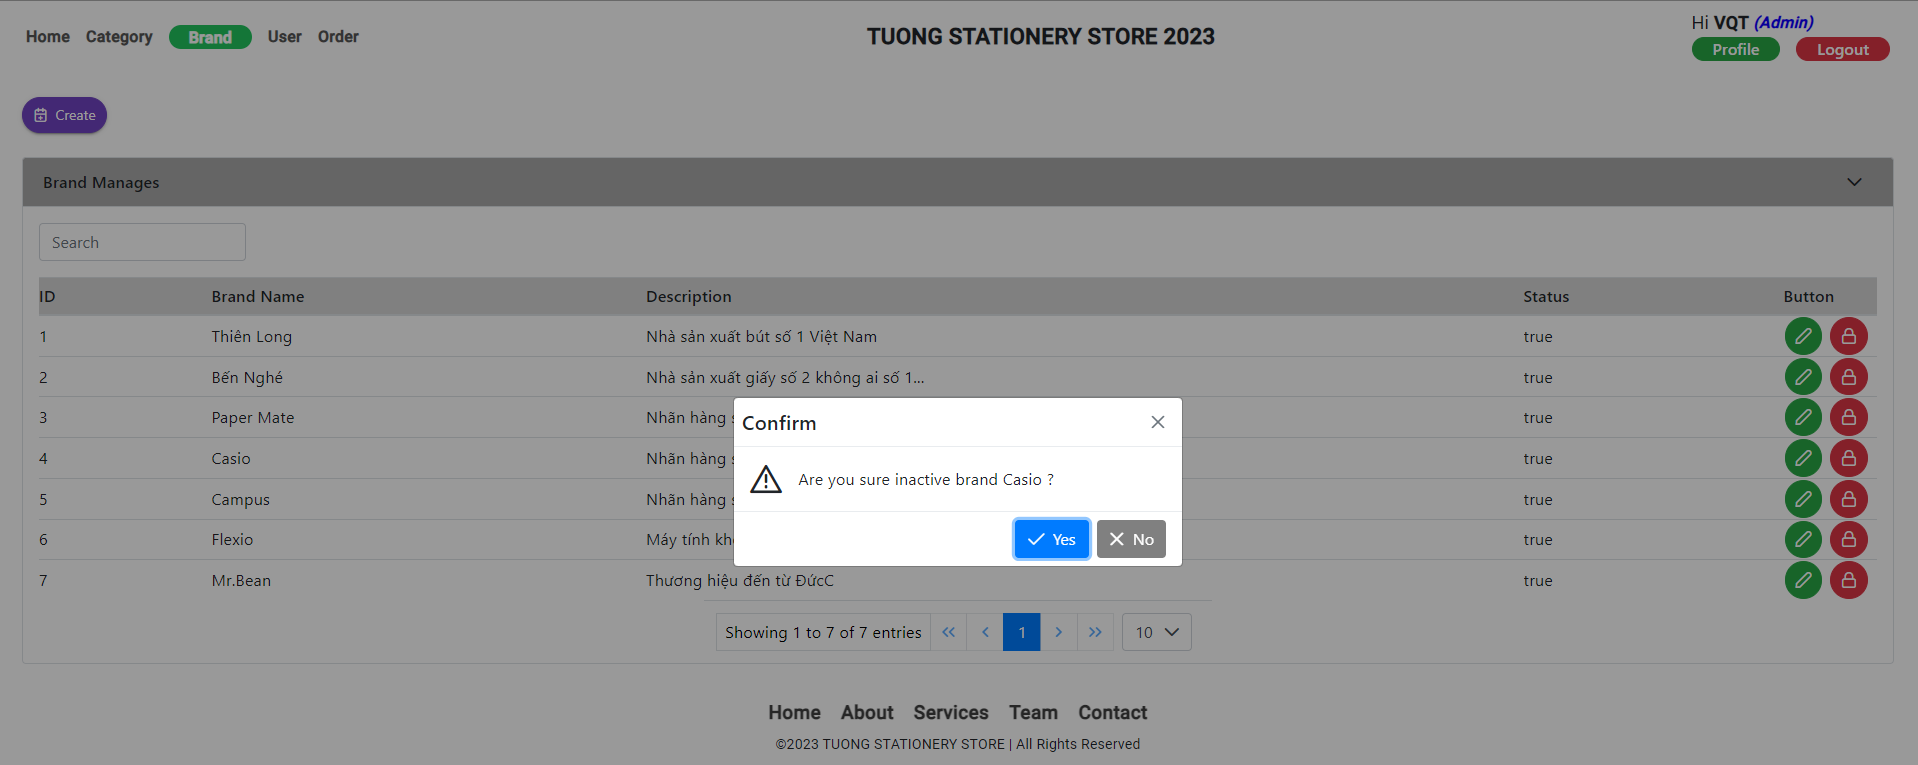 Home Category Brand User Order
TUONG STATIONERY STORE 2023
Hi VQT (Admin)
Profile Logout
Create
Brand Manages
Search
ID Brand Name Description Status Button
1 Thiên Long Nhà sản xuất bút số 1 Việt Nam true
2 Bến Nghé Nhà sản xuất giấy số 2 không ai số 1... true
3 Paper Mate Nhãn hàng true
4 Casio Nhãn hàng true
5 Campus Nhãn hàng true
6 Flexio Máy tính true
7 Mr.Bean Thương hiệu đến từ ĐứcC true
Confirm
Are you sure inactive brand Casio ?
Yes No
Showing 1 to 7 of 7 entries « ‹ 1 › » 10
Home About Services Team Contact
©2023 TUONG STATIONERY STORE | All Rights Reserved